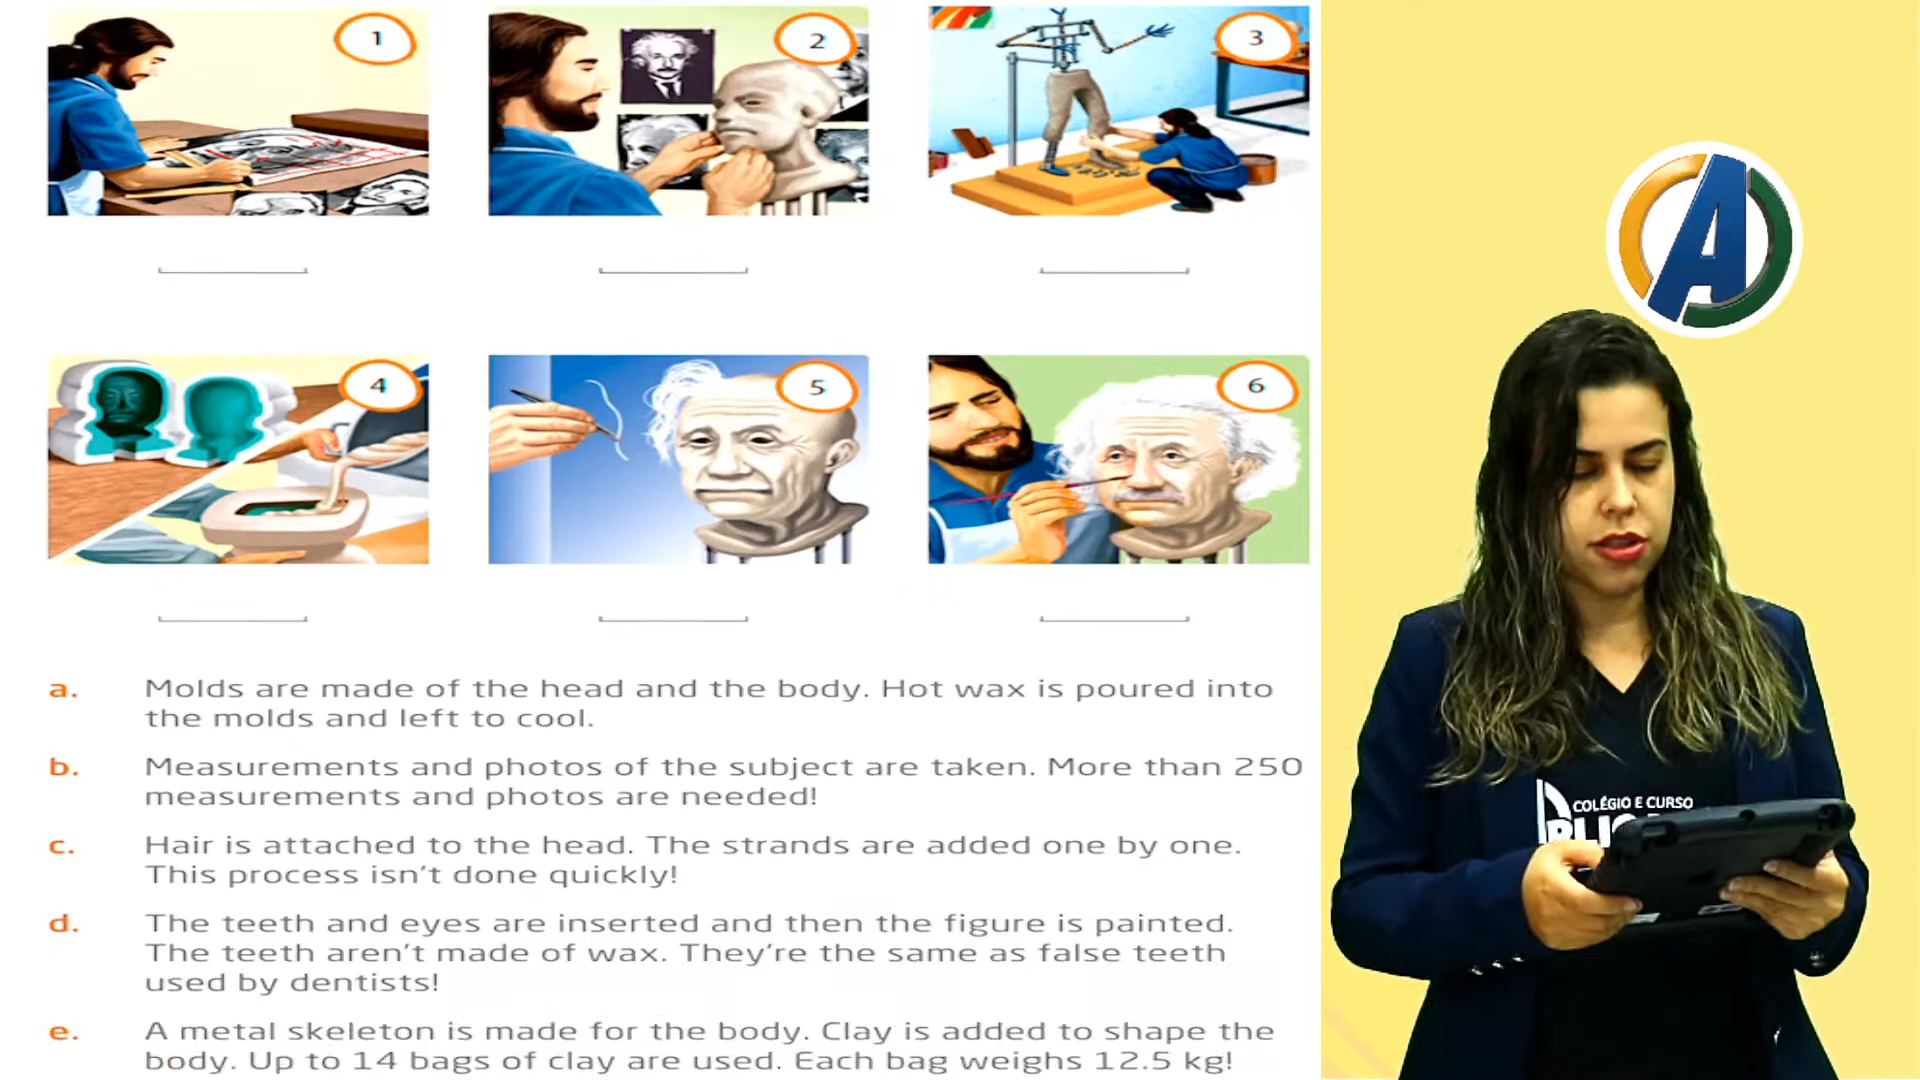 1
2
3
4
5
6
a. Molds are made of the head and the body. Hot wax is poured into
the molds and left to cool.
b. Measurements and photos of the subject are taken. More than 250
measurements and photos are needed!
c. Hair is attached to the head. The strands are added one by one.
This process isn't done quickly!
d. The teeth and eyes are inserted and then the figure is painted.
The teeth aren't made of wax. They're the same as false teeth
used by dentists!
e. A metal skeleton is made for the body. Clay is added to shape the
body. Up to 14 bags of clay are used. Each bag weighs 12.5 kg!
A
COLÉGIO E CURSO